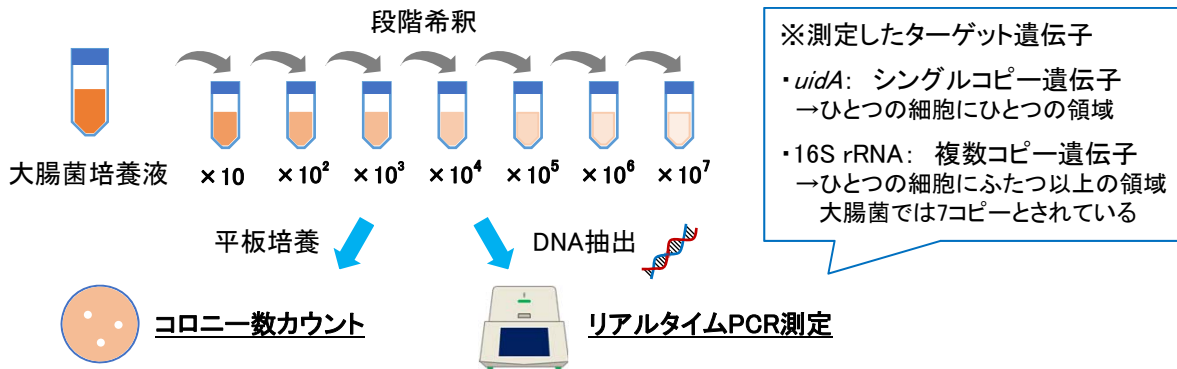 段階希釈
大腸菌培養液
×10 ×10² ×10³ ×10⁴ ×10⁵ ×10⁶ ×10⁷
平板培養
DNA抽出
コロニー数カウント
リアルタイムPCR測定
※測定したターゲット遺伝子
・uidA: シングルコピー遺伝子
→ひとつの細胞にひとつの領域
・16S rRNA: 複数コピー遺伝子
→ひとつの細胞にふたつ以上の領域
大腸菌では7コピーとされている